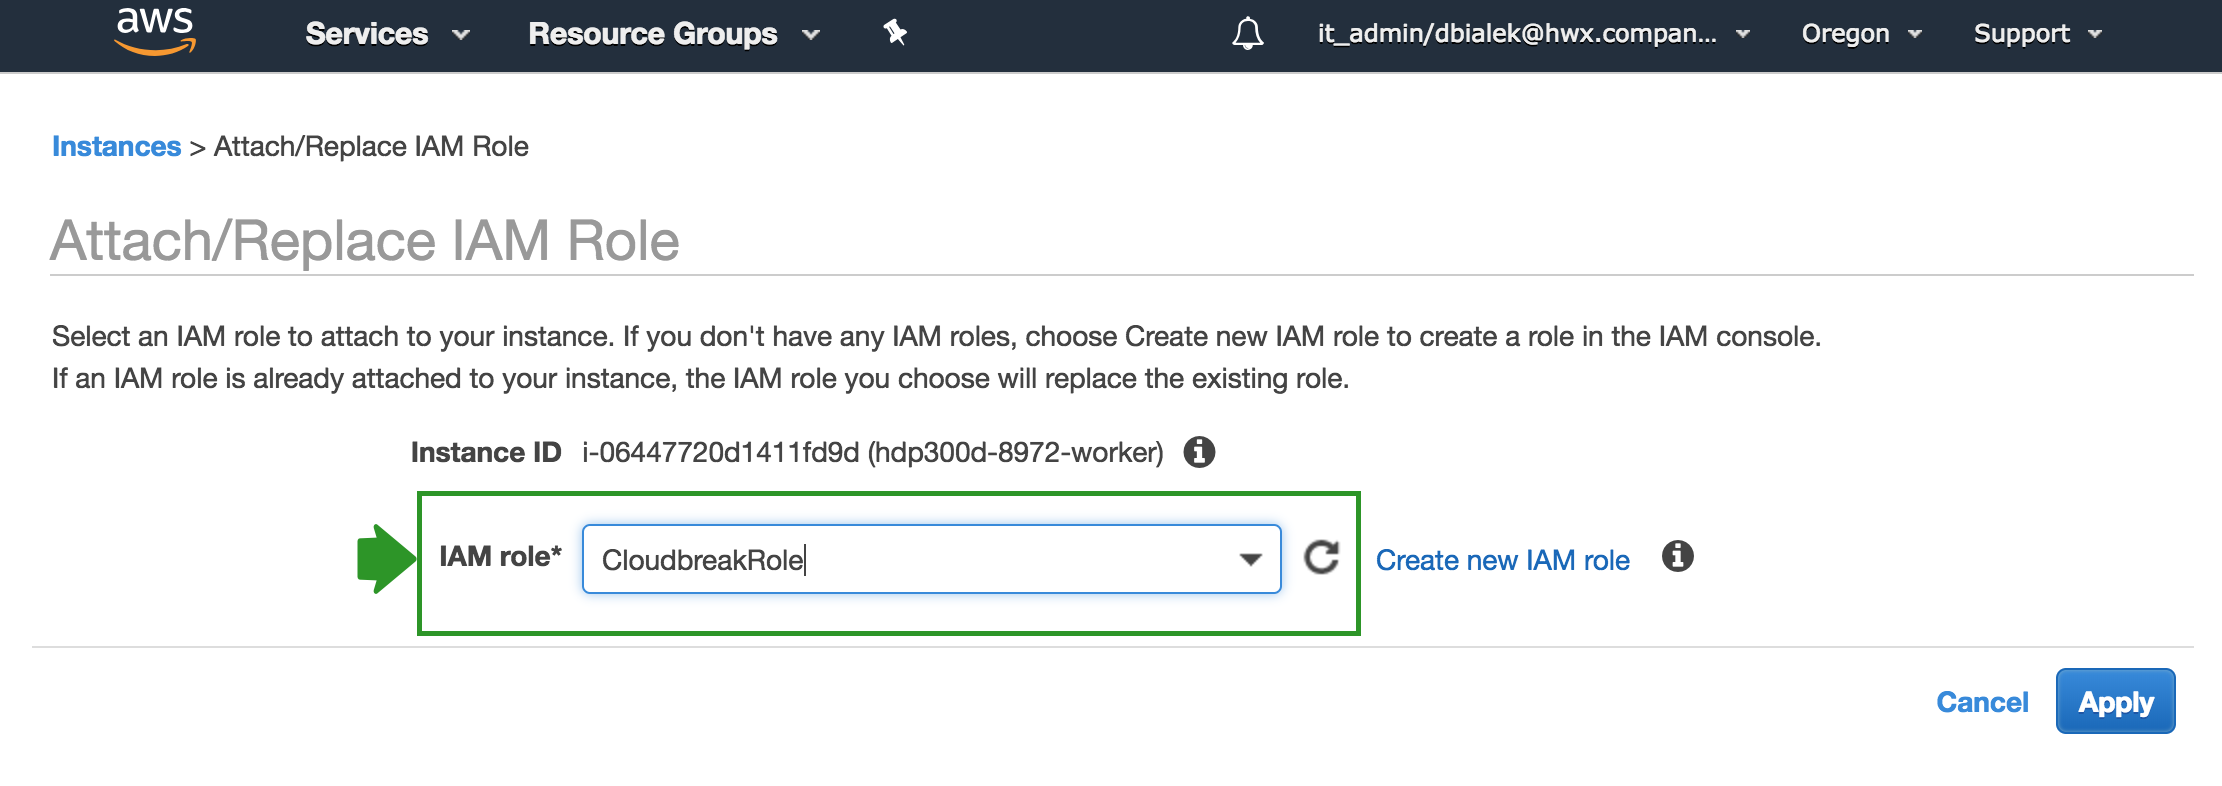 aws Services Resource Groups it_admin/dbialek@hwx.compan... Oregon Support
Instances > Attach/Replace IAM Role
Attach/Replace IAM Role
Select an IAM role to attach to your instance. If you don't have any IAM roles, choose Create new IAM role to create a role in the IAM console.
If an IAM role is already attached to your instance, the IAM role you choose will replace the existing role.
Instance ID i-06447720d1411fd9d (hdp300d-8972-worker)
IAM role* CloudbreakRole Create new IAM role
Cancel Apply